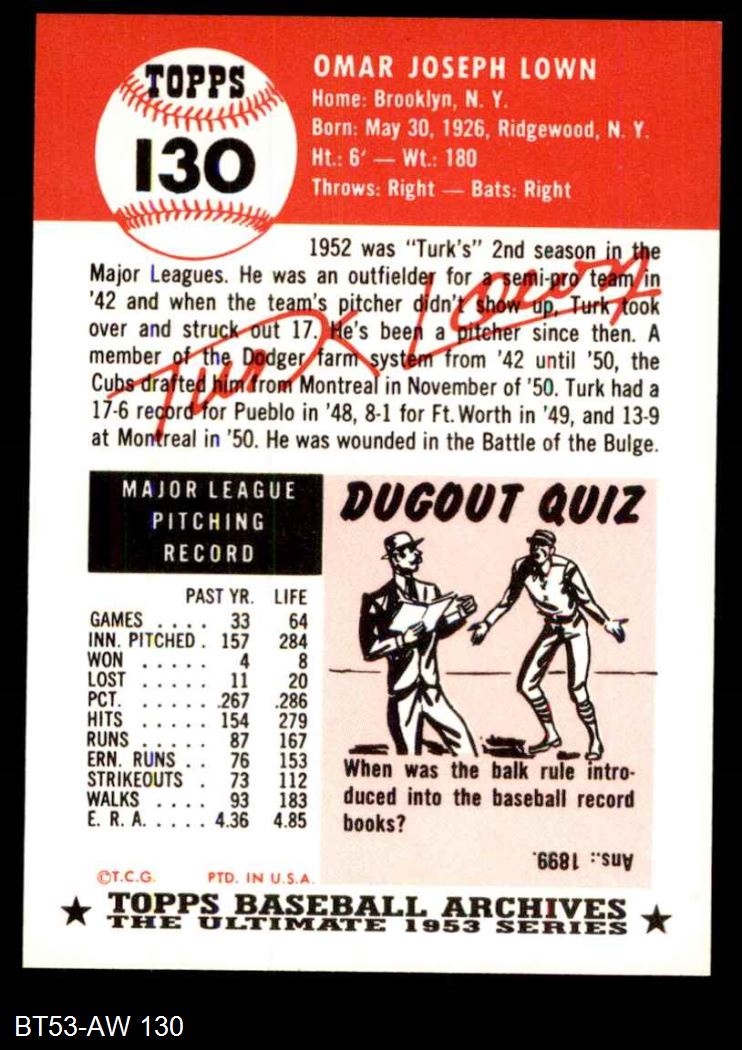 TOPPS
130
OMAR JOSEPH LOWN
Home: Brooklyn, N. Y.
Born: May 30, 1926, Ridgewood, N. Y.
Ht.: 6' — Wt.: 180
Throws: Right — Bats: Right
1952 was "Turk's" 2nd season in the
Major Leagues. He was an outfielder for a semi-pro team in
'42 and when the team's pitcher didn't show up, Turk took
over and struck out 17. He's been a pitcher since then. A
member of the Dodger farm system from '42 until '50, the
Cubs drafted him from Montreal in November of '50. Turk had a
17-6 record for Pueblo in '48, 8-1 for Ft. Worth in '49, and 13-9
at Montreal in '50. He was wounded in the Battle of the Bulge.
Turk Lown
MAJOR LEAGUE
PITCHING
RECORD
PAST YR. LIFE
GAMES . . . . 33 64
INN. PITCHED . 157 284
WON . . . . . 4 8
LOST . . . . . 11 20
PCT. . . . . . .267 .286
HITS . . . . . 154 279
RUNS . . . . . 87 167
ERN. RUNS . . 76 153
STRIKEOUTS . 73 112
WALKS . . . . 93 183
E. R. A. . . . . 4.36 4.85
DUGOUT QUIZ
When was the balk rule intro-
duced into the baseball record
books?
Ans.: 1899.
©T.C.G. PTD. IN U.S.A.
★ TOPPS BASEBALL ARCHIVES ★
THE ULTIMATE 1953 SERIES
BT53-AW 130